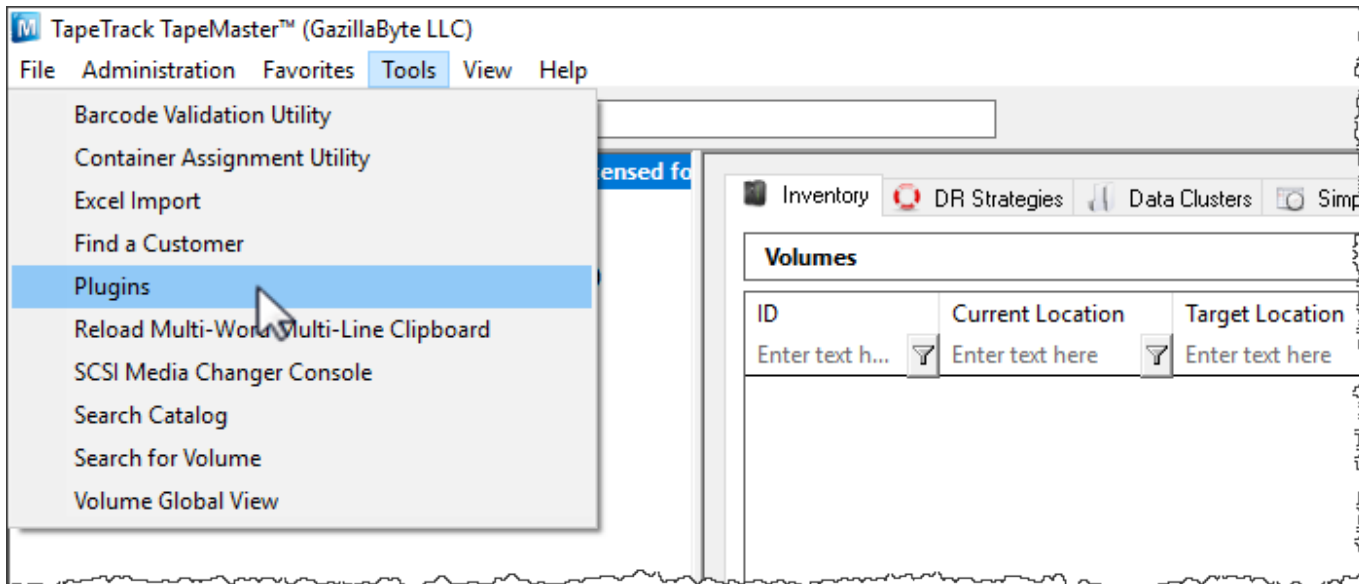 TapeTrack TapeMaster™ (GazillaByte LLC)
File Administration Favorites Tools View Help
Barcode Validation Utility
Container Assignment Utility
Excel Import
Find a Customer
Plugins
Reload Multi-Word Multi-Line Clipboard
SCSI Media Changer Console
Search Catalog
Search for Volume
Volume Global View
ensed fo
Inventory DR Strategies Data Clusters Simp
Volumes
ID Current Location Target Location
Enter text h... Enter text here Enter text here